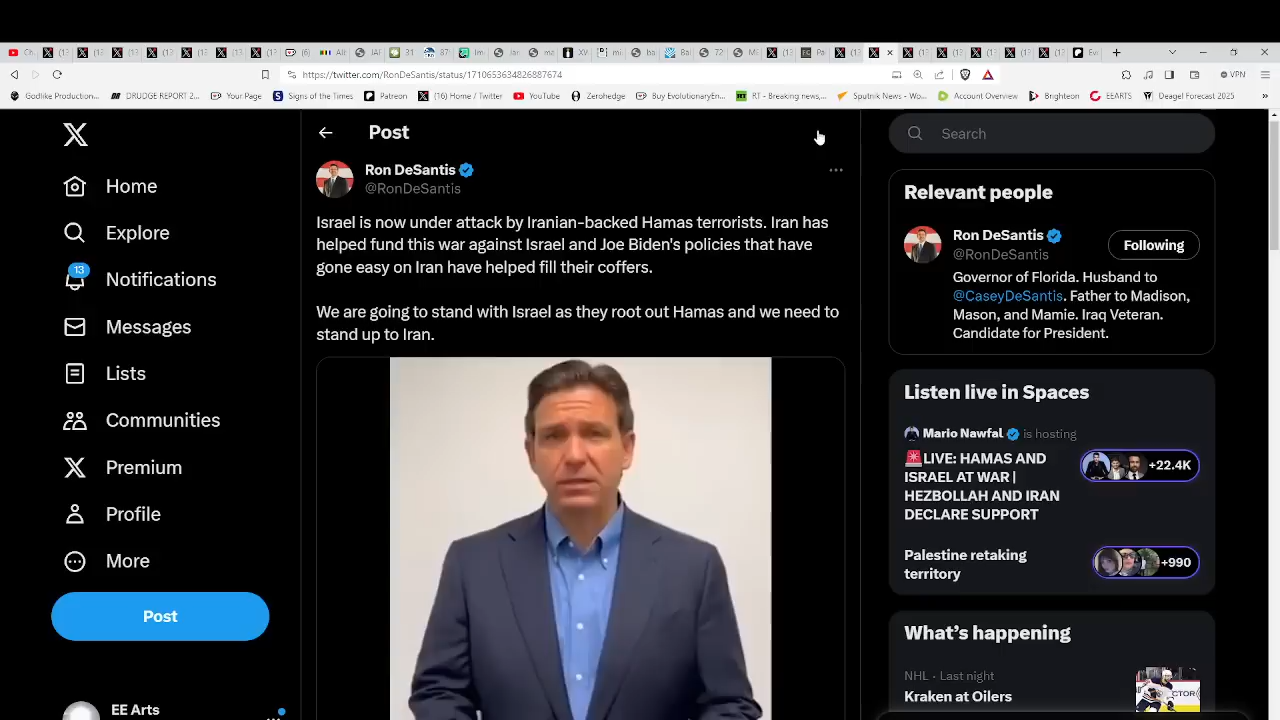 https://twitter.com/RonDeSantis/status/1710653634826887674
VPN
Godlike Production...
DRUDGE REPORT 2...
Your Page
Signs of the Times
Patreon
(16) Home / Twitter
YouTube
Zerohedge
Buy EvolutionaryEn...
RT - Breaking news,...
Sputnik News - Wo...
Account Overview
Brighteon
EEARTS
Deagel Forecast 2025
Home
Explore
13
Notifications
Messages
Lists
Communities
Premium
Profile
More
Post
EE Arts
Post
Ron DeSantis
@RonDeSantis
Israel is now under attack by Iranian-backed Hamas terrorists. Iran has
helped fund this war against Israel and Joe Biden's policies that have
gone easy on Iran have helped fill their coffers.
We are going to stand with Israel as they root out Hamas and we need to
stand up to Iran.
Search
Relevant people
Ron DeSantis
@RonDeSantis
Following
Governor of Florida. Husband to
@CaseyDeSantis. Father to Madison,
Mason, and Mamie. Iraq Veteran.
Candidate for President.
Listen live in Spaces
Mario Nawfal is hosting
🚨LIVE: HAMAS AND
ISRAEL AT WAR |
HEZBOLLAH AND IRAN
DECLARE SUPPORT
+22.4K
Palestine retaking
territory
+990
What's happening
NHL · Last night
Kraken at Oilers